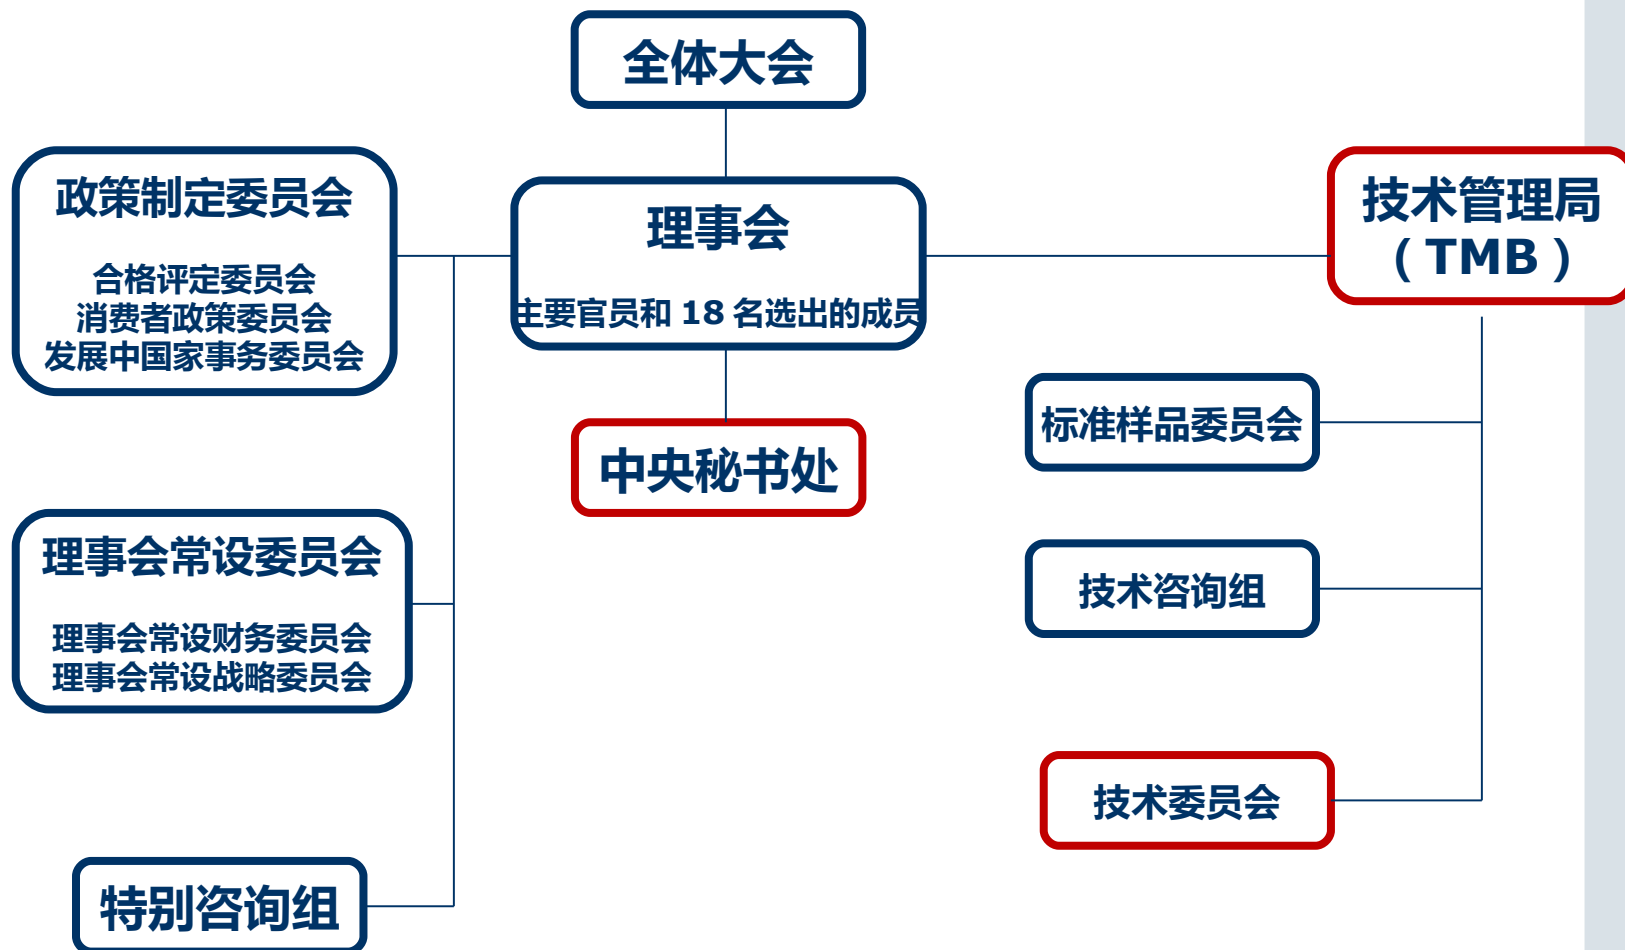 全体大会
政策制定委员会
合格评定委员会
消费者政策委员会
发展中国家事务委员会
理事会
主要官员和 18 名选出的成员
技术管理局
（TMB）
中央秘书处
标准样品委员会
理事会常设委员会
理事会常设财务委员会
理事会常设战略委员会
技术咨询组
技术委员会
特别咨询组